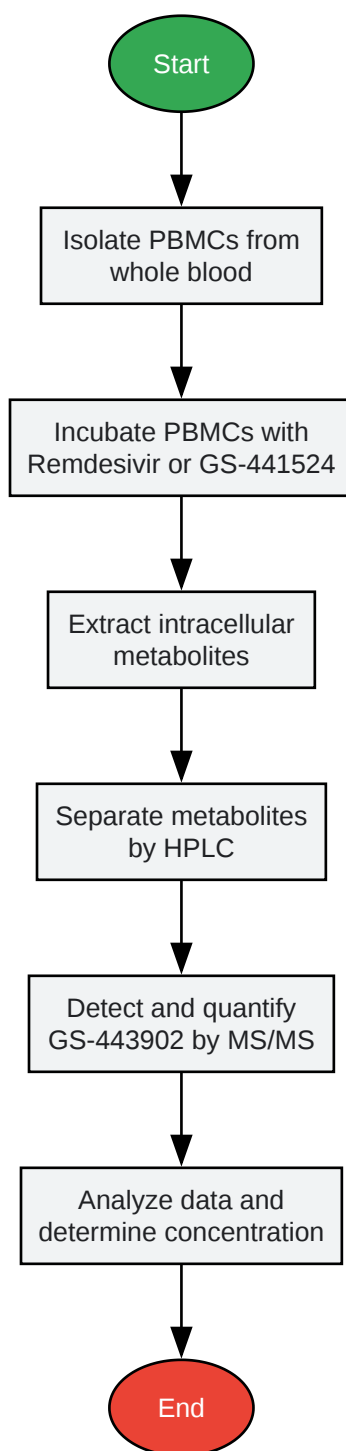 Start
Isolate PBMCs from
whole blood
Incubate PBMCs with
Remdesivir or GS-441524
Extract intracellular
metabolites
Separate metabolites
by HPLC
Detect and quantify
GS-443902 by MS/MS
Analyze data and
determine concentration
End